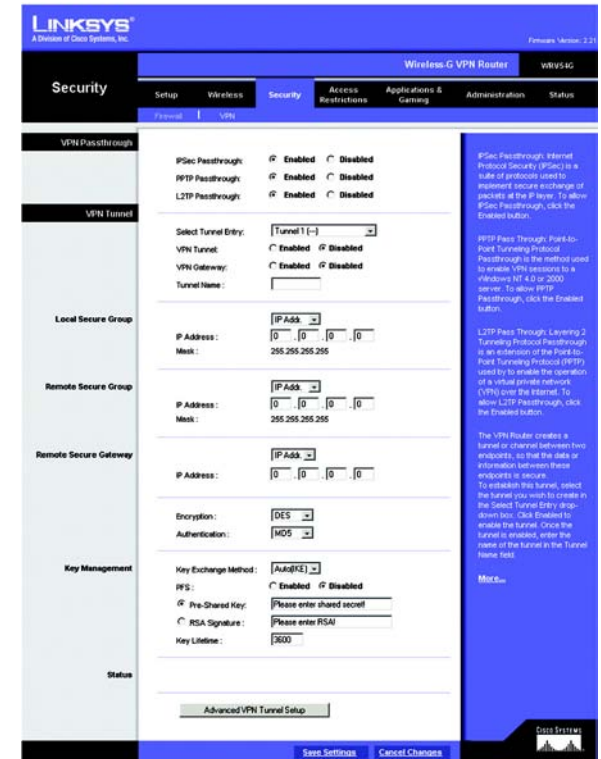 LINKSYS®
A Division of Cisco Systems, Inc.
Firmware Version: 2.21
Wireless-G VPN Router
WRV54G
Security
Setup
Wireless
Security
Access Restrictions
Applications & Gaming
Administration
Status
Firewall | VPN
VPN Passthrough
IPSec Passthrough: Enabled Disabled
PPTP Passthrough: Enabled Disabled
L2TP Passthrough: Enabled Disabled
VPN Tunnel
Select Tunnel Entry: Tunnel 1 (--)
VPN Tunnel: Enabled Disabled
VPN Gateway: Enabled Disabled
Tunnel Name :
Local Secure Group
IP Addr.
IP Address : 0 . 0 . 0 . 0
Mask : 255.255.255.255
Remote Secure Group
IP Addr.
IP Address : 0 . 0 . 0 . 0
Mask : 255.255.255.255
Remote Secure Gateway
IP Addr.
IP Address : 0 . 0 . 0 . 0
Encryption : DES
Authentication : MD5
Key Management
Key Exchange Method : Auto(IKE)
PFS : Enabled Disabled
Pre-Shared Key: Please enter shared secret!
RSA Signature : Please enter RSA!
Key Lifetime : 3600
Status
Advanced VPN Tunnel Setup
Save Settings
Cancel Changes
IPSec Passthrough: Internet
Protocol Security (IPSec) is a
suite of protocols used to
implement secure exchange of
packets at the IP layer. To allow
IPSec Passthrough, click the
Enabled button.
PPTP Pass Through: Point-to-
Point Tunneling Protocol
Passthrough is the method used
to enable VPN sessions to a
Windows NT 4.0 or 2000
server. To allow PPTP
Passthrough, click the Enabled
button.
L2TP Pass Through: Layering 2
Tunneling Protocol Passthrough
is an extension of the Point-to-
Point Tunneling Protocol (PPTP)
used by to enable the operation
of a virtual private network
(VPN) over the Internet. To
allow L2TP Passthrough, click
the Enabled button.
The VPN Router creates a
tunnel or channel between two
endpoints, so that the data or
information between these
endpoints is secure.
To establish this tunnel, select
the tunnel you wish to create in
the Select Tunnel Entry drop-
down box. Click Enabled to
enable the tunnel. Once the
tunnel is enabled, enter the
name of the tunnel in the Tunnel
Name field.
More...
CISCO SYSTEMS